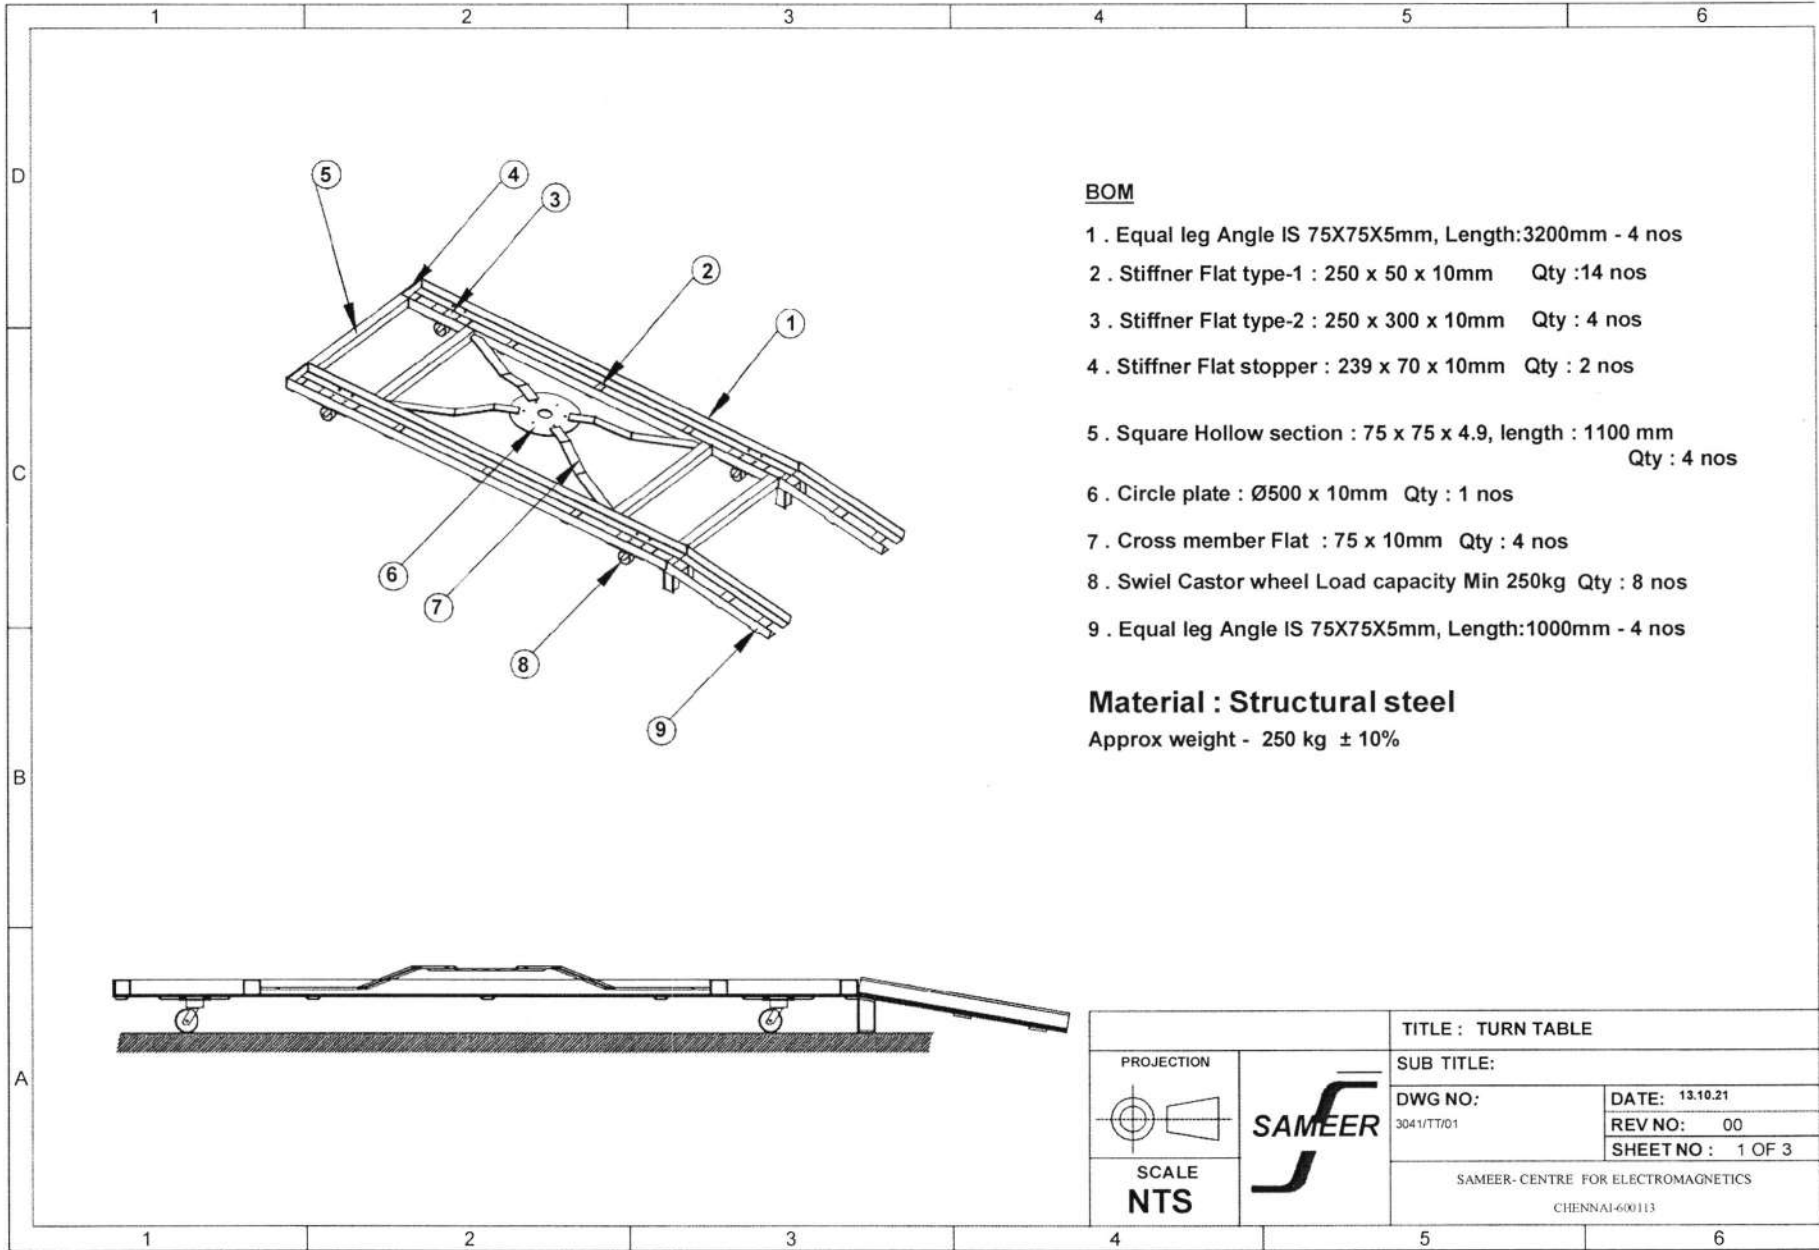 1 2 3 4 5 6
D
C
B
A
5
4
3
2
1
6
7
8
9
BOM
1 . Equal leg Angle IS 75X75X5mm, Length:3200mm - 4 nos
2 . Stiffner Flat type-1 : 250 x 50 x 10mm Qty :14 nos
3 . Stiffner Flat type-2 : 250 x 300 x 10mm Qty : 4 nos
4 . Stiffner Flat stopper : 239 x 70 x 10mm Qty : 2 nos
5 . Square Hollow section : 75 x 75 x 4.9, length : 1100 mm
Qty : 4 nos
6 . Circle plate : Ø500 x 10mm Qty : 1 nos
7 . Cross member Flat : 75 x 10mm Qty : 4 nos
8 . Swiel Castor wheel Load capacity Min 250kg Qty : 8 nos
9 . Equal leg Angle IS 75X75X5mm, Length:1000mm - 4 nos
Material : Structural steel
Approx weight - 250 kg ± 10%
PROJECTION
SCALE
NTS
SAMEER
TITLE : TURN TABLE
SUB TITLE:
DWG NO:
3041/TT/01
DATE: 13.10.21
REV NO: 00
SHEET NO : 1 OF 3
SAMEER- CENTRE FOR ELECTROMAGNETICS
CHENNAI-600113
1 2 3 4 5 6